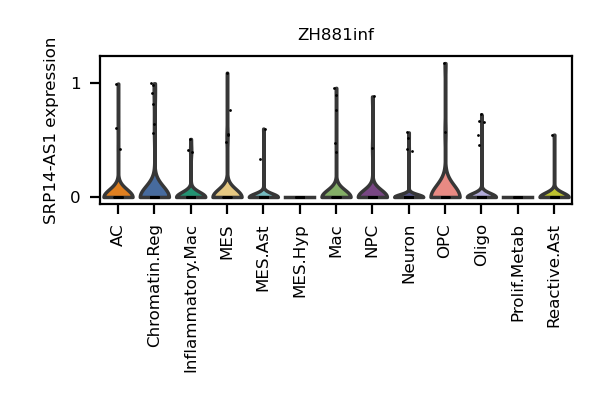 ZH881inf
SRP14-AS1 expression
1
0
AC
Chromatin.Reg
Inflammatory.Mac
MES
MES.Ast
MES.Hyp
Mac
NPC
Neuron
OPC
Oligo
Prolif.Metab
Reactive.Ast